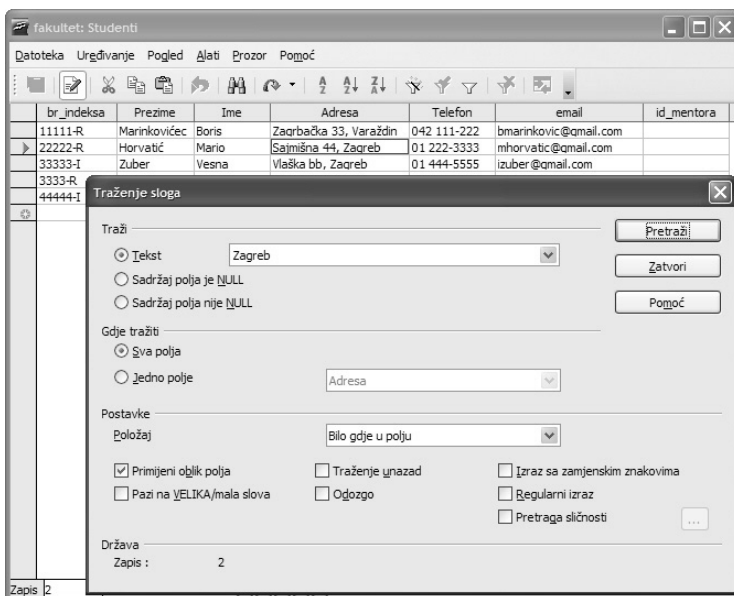 fakultet: Studenti
Datoteka Uređivanje Pogled Alati Prozor Pomoć
br_indeksa Prezime Ime Adresa Telefon email id_mentora
11111-R Marinkovićec Boris Zagrbačka 33, Varaždin 042 111-222 bmarinkovic@gmail.com
22222-R Horvatić Mario Sajmišna 44, Zagreb 01 222-3333 mhorvatic@gmail.com
33333-I Zuber Vesna Vlaška bb, Zagreb 01 444-5555 izuber@gmail.com
3333-R
44444-I
Traženje sloga
Traži
Pretraži
Tekst Zagreb
Zatvori
Sadržaj polja je NULL
Sadržaj polja nije NULL
Pomoć
Gdje tražiti
Sva polja
Jedno polje Adresa
Postavke
Položaj Bilo gdje u polju
Primijeni oblik polja Traženje unazad Izraz sa zamjenskim znakovima
Pazi na VELIKA/mala slova Odozgo Regularni izraz
Pretraga sličnosti ...
Država
Zapis : 2
Zapis 2